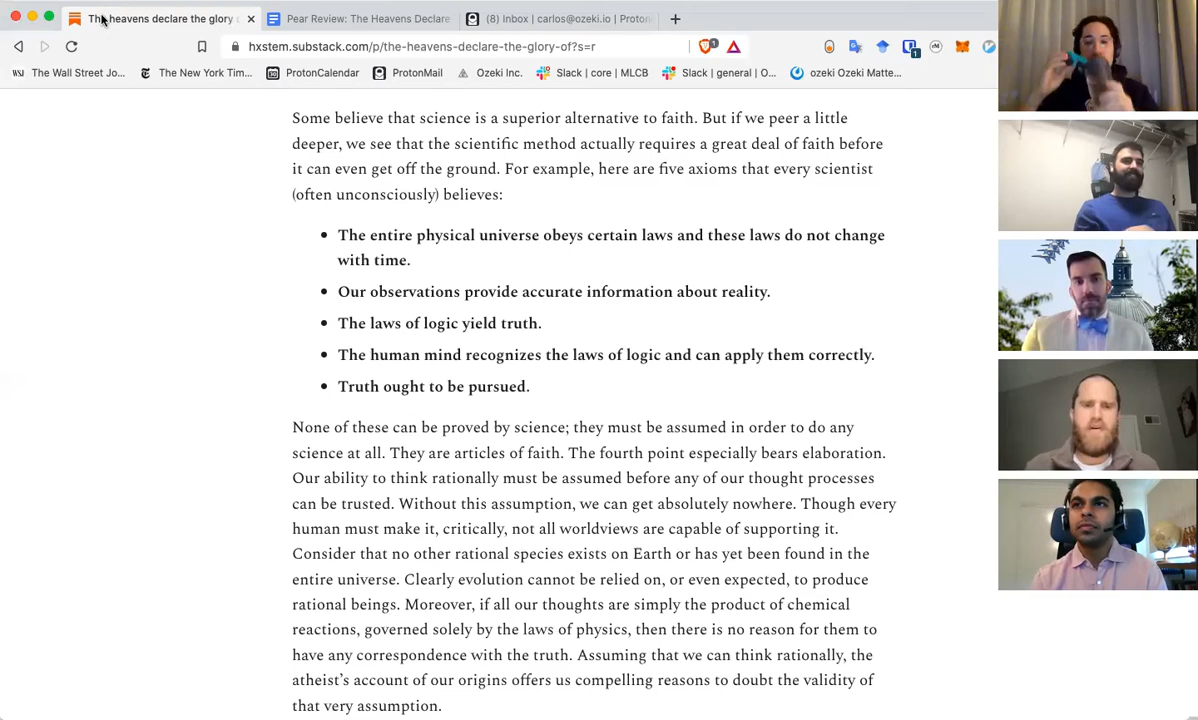 The heavens declare the glory
Pear Review: The Heavens Declare
(8) Inbox | carlos@ozeki.io | Proton
hxstem.substack.com/p/the-heavens-declare-the-glory-of?s=r
1
1
WSJ The Wall Street Jo...
The New York Tim...
ProtonCalendar
ProtonMail
Ozeki Inc.
Slack | core | MLCB
Slack | general | O...
ozeki Ozeki Matte...
Some believe that science is a superior alternative to faith. But if we peer a little
deeper, we see that the scientific method actually requires a great deal of faith before
it can even get off the ground. For example, here are five axioms that every scientist
(often unconsciously) believes:
• The entire physical universe obeys certain laws and these laws do not change
with time.
• Our observations provide accurate information about reality.
• The laws of logic yield truth.
• The human mind recognizes the laws of logic and can apply them correctly.
• Truth ought to be pursued.
None of these can be proved by science; they must be assumed in order to do any
science at all. They are articles of faith. The fourth point especially bears elaboration.
Our ability to think rationally must be assumed before any of our thought processes
can be trusted. Without this assumption, we can get absolutely nowhere. Though every
human must make it, critically, not all worldviews are capable of supporting it.
Consider that no other rational species exists on Earth or has yet been found in the
entire universe. Clearly evolution cannot be relied on, or even expected, to produce
rational beings. Moreover, if all our thoughts are simply the product of chemical
reactions, governed solely by the laws of physics, then there is no reason for them to
have any correspondence with the truth. Assuming that we can think rationally, the
atheist's account of our origins offers us compelling reasons to doubt the validity of
that very assumption.